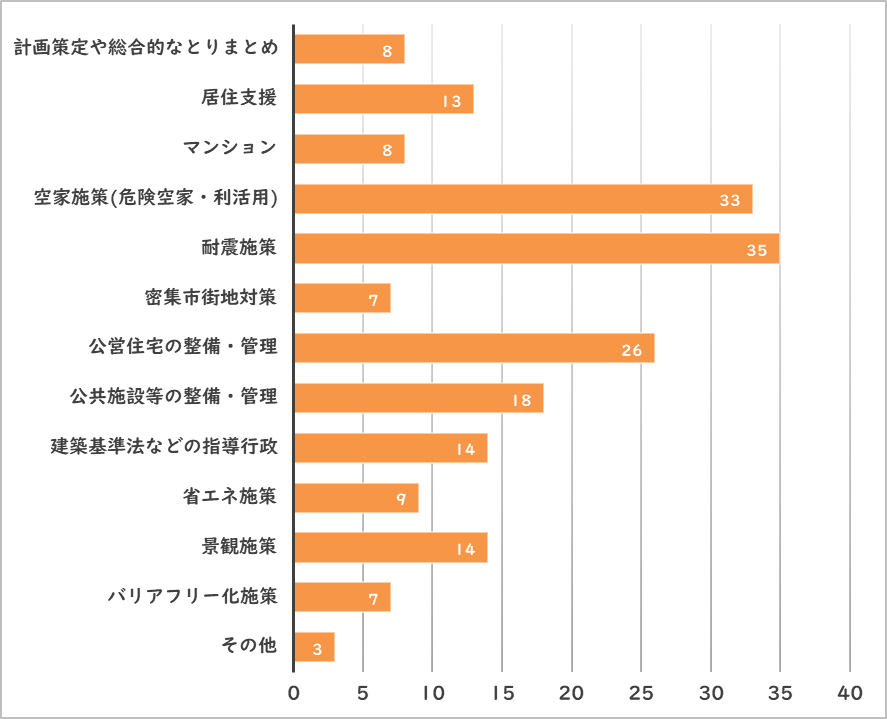 計画策定や総合的なとりまとめ 8
居住支援 13
マンション 8
空家施策(危険空家・利活用) 33
耐震施策 35
密集市街地対策 7
公営住宅の整備・管理 26
公共施設等の整備・管理 18
建築基準法などの指導行政 14
省エネ施策 9
景観施策 14
バリアフリー化施策 7
その他 3
0 5 10 15 20 25 30 35 40